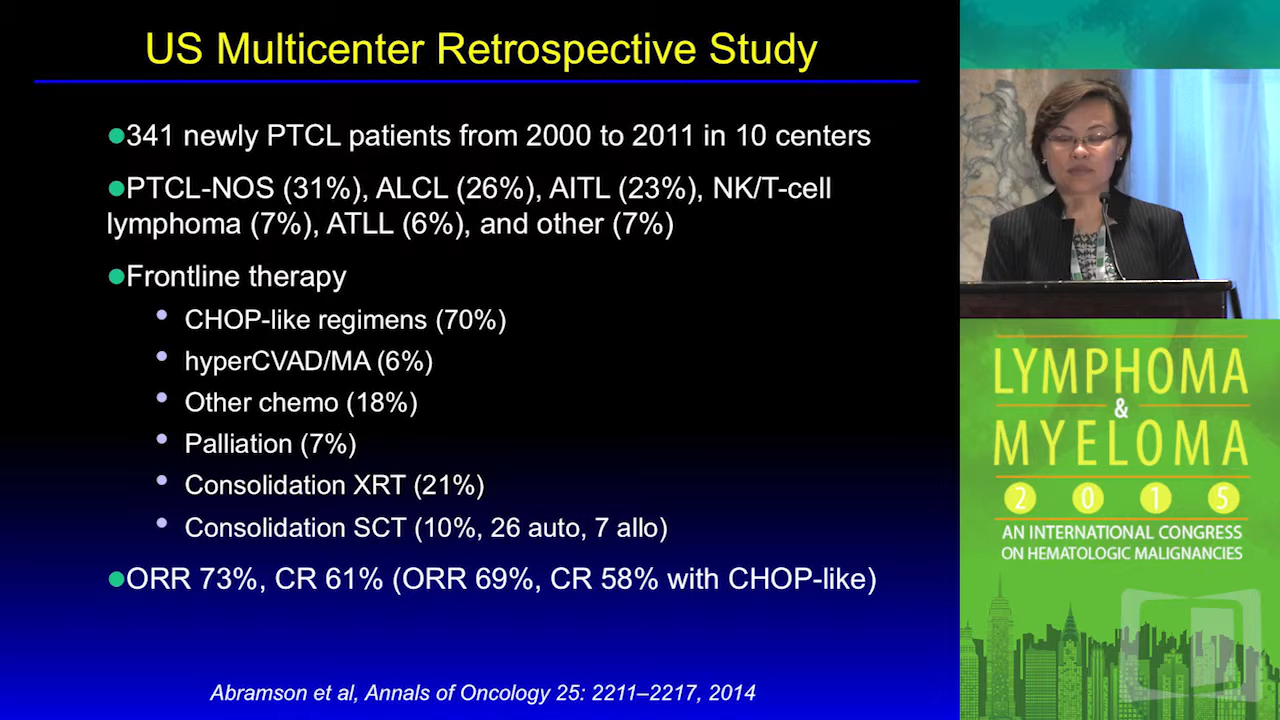 US Multicenter Retrospective Study
●341 newly PTCL patients from 2000 to 2011 in 10 centers
●PTCL-NOS (31%), ALCL (26%), AITL (23%), NK/T-cell
lymphoma (7%), ATLL (6%), and other (7%)
●Frontline therapy
• CHOP-like regimens (70%)
• hyperCVAD/MA (6%)
• Other chemo (18%)
• Palliation (7%)
• Consolidation XRT (21%)
• Consolidation SCT (10%, 26 auto, 7 allo)
●ORR 73%, CR 61% (ORR 69%, CR 58% with CHOP-like)
Abramson et al, Annals of Oncology 25: 2211–2217, 2014
LYMPHOMA
&
MYELOMA
2 0 1 5
AN INTERNATIONAL CONGRESS
ON HEMATOLOGIC MALIGNANCIES